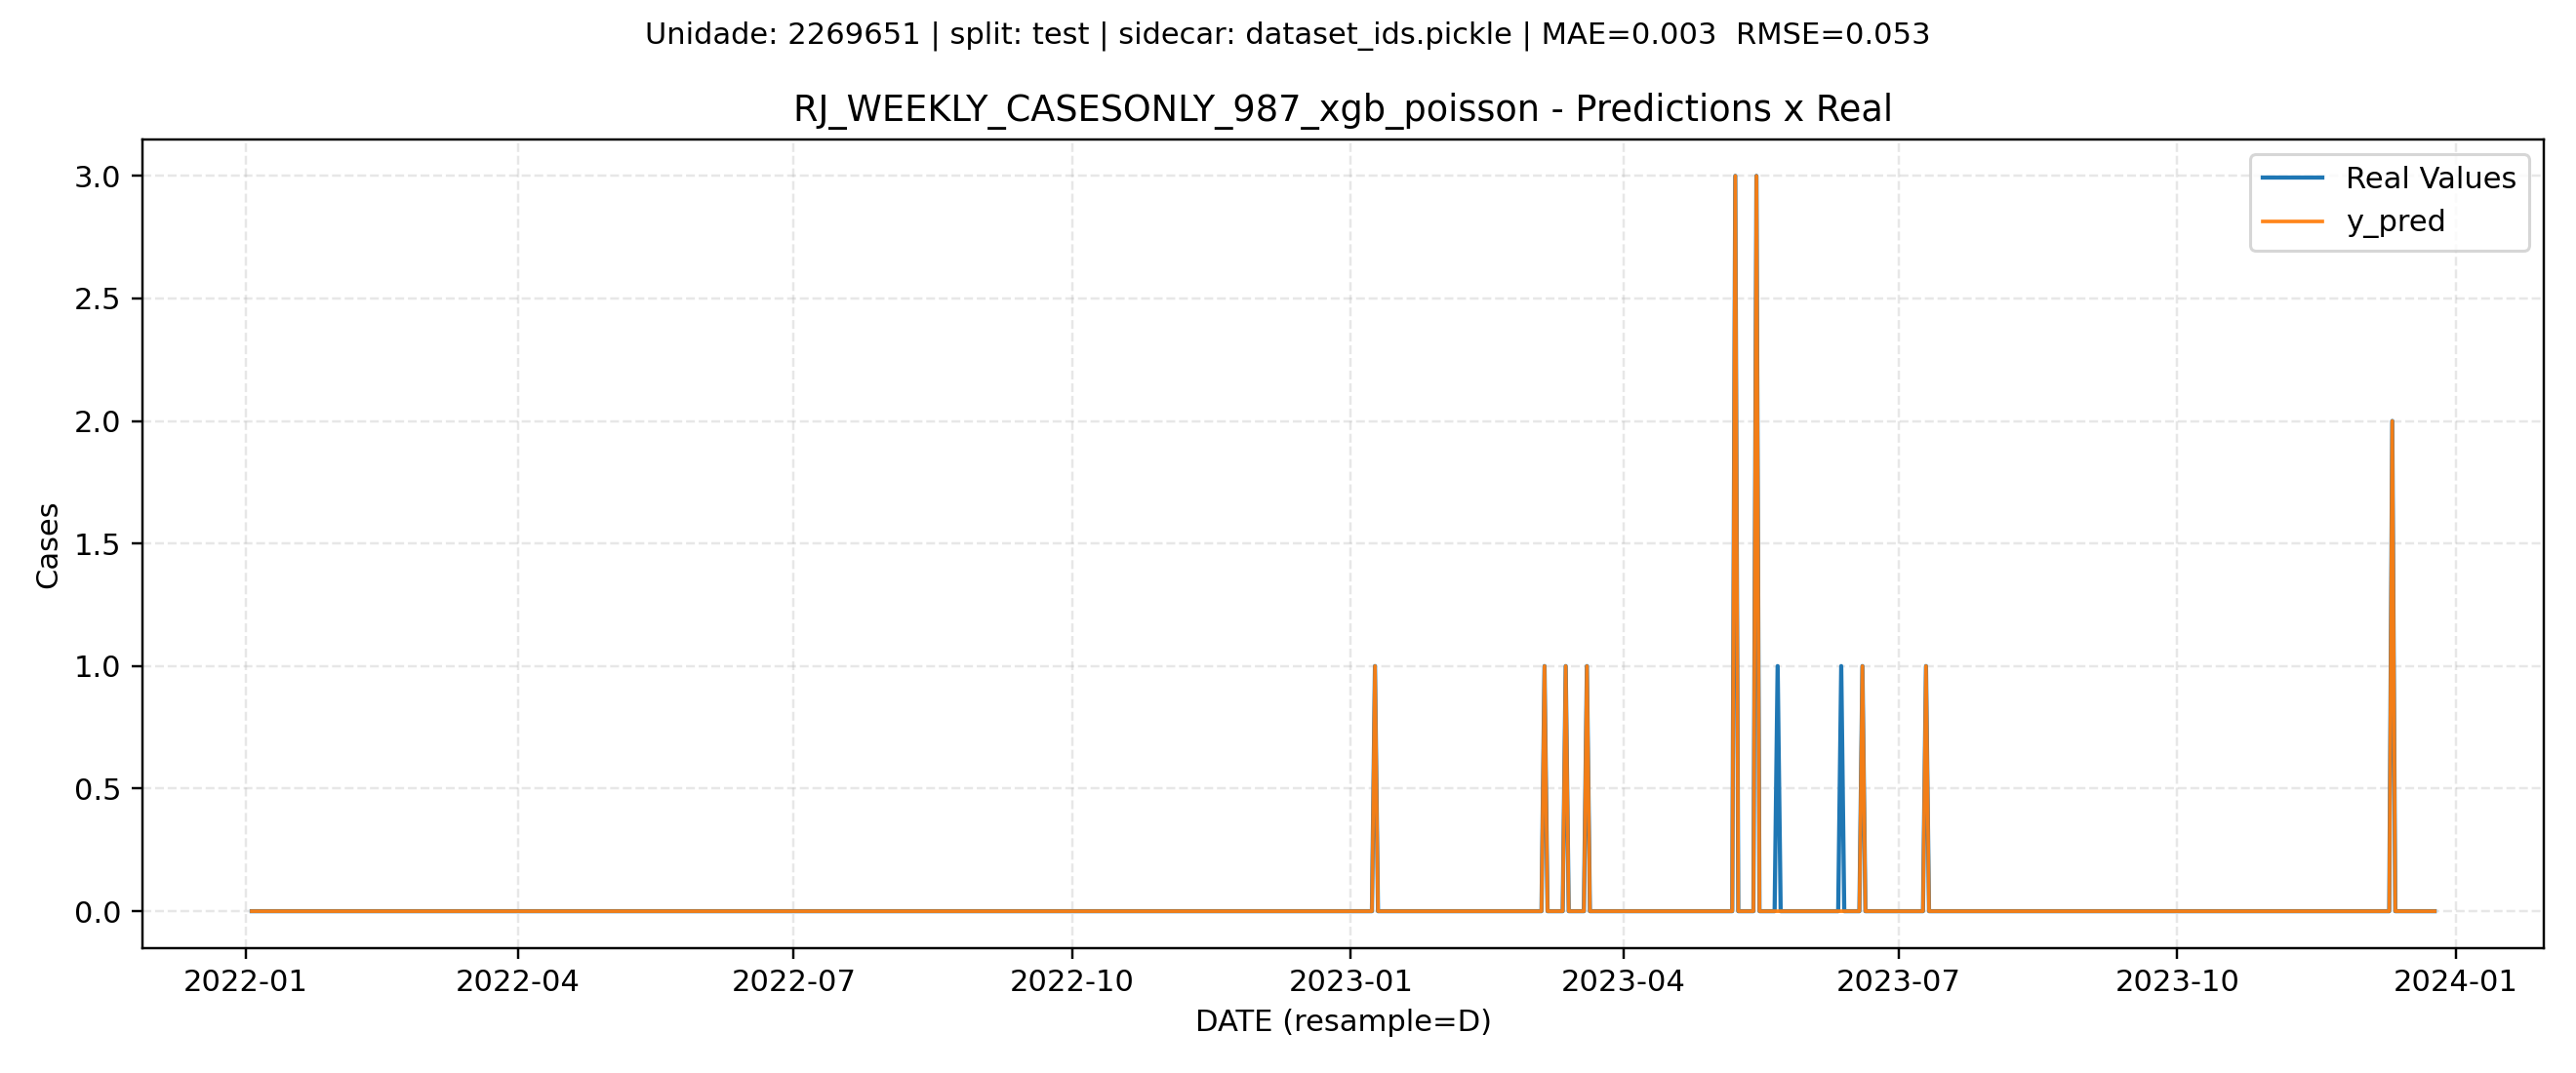 Unidade: 2269651 | split: test | sidecar: dataset_ids.pickle | MAE=0.003  RMSE=0.053
RJ_WEEKLY_CASESONLY_987_xgb_poisson - Predictions x Real
Real Values
y_pred
Cases
3.0
2.5
2.0
1.5
1.0
0.5
0.0
2022-01 2022-04 2022-07 2022-10 2023-01 2023-04 2023-07 2023-10 2024-01
DATE (resample=D)